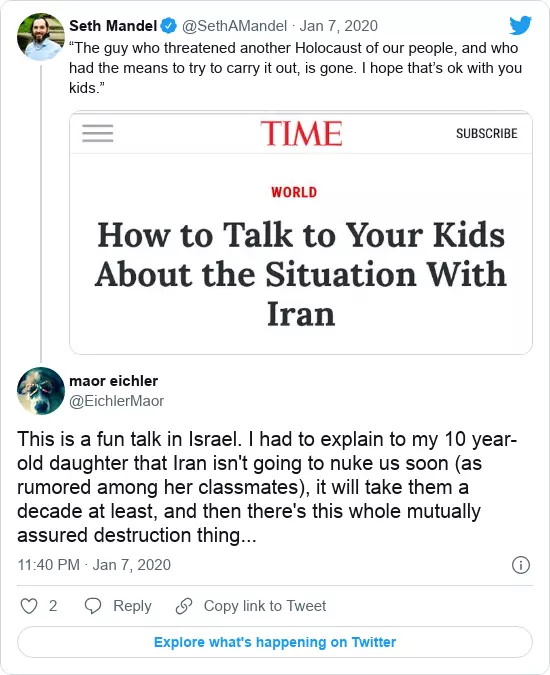 Seth Mandel @SethAMandel · Jan 7, 2020
“The guy who threatened another Holocaust of our people, and who
had the means to try to carry it out, is gone. I hope that’s ok with you
kids.”
TIME SUBSCRIBE
WORLD
How to Talk to Your Kids
About the Situation With
Iran
maor eichler
@EichlerMaor
This is a fun talk in Israel. I had to explain to my 10 year-
old daughter that Iran isn't going to nuke us soon (as
rumored among her classmates), it will take them a
decade at least, and then there's this whole mutually
assured destruction thing...
11:40 PM · Jan 7, 2020
2 Reply Copy link to Tweet
Explore what's happening on Twitter